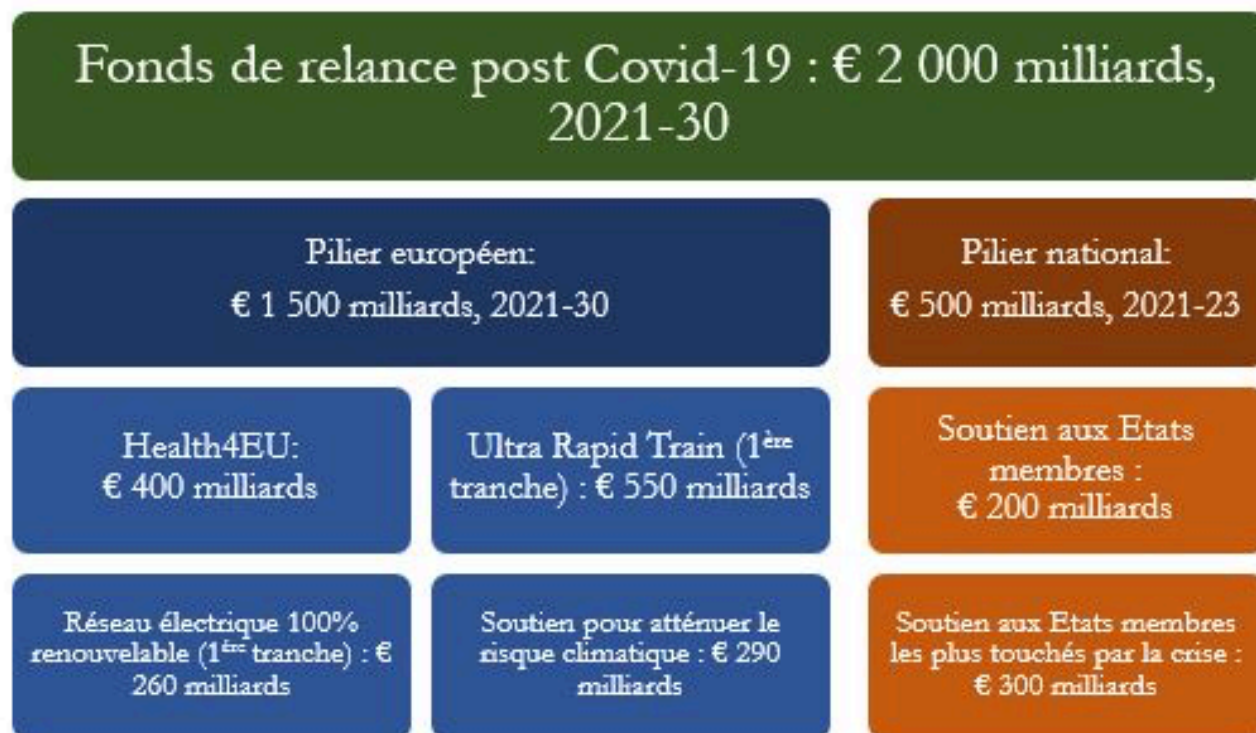 Fonds de relance post Covid-19 : € 2 000 milliards,
2021-30
Pilier européen:
€ 1 500 milliards, 2021-30
Pilier national:
€ 500 milliards, 2021-23
Health4EU:
€ 400 milliards
Ultra Rapid Train (1ère
tranche) : € 550 milliards
Soutien aux Etats
membres :
€ 200 milliards
Réseau électrique 100%
renouvelable (1ère tranche) : €
260 milliards
Soutien pour atténuer le
risque climatique : € 290
milliards
Soutien aux Etats membres
les plus touchés par la crise :
€ 300 milliards